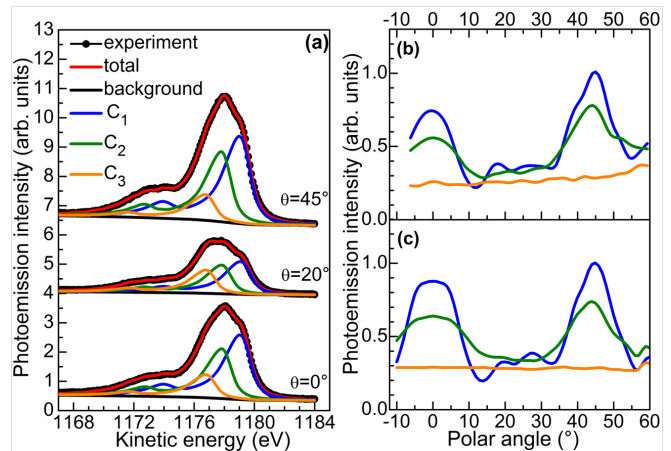 experiment
total
background
C1
C2
C3
(a)
θ=45°
θ=20°
θ=0°
13
12
11
10
9
8
7
6
5
4
3
2
1
0
1168 1172 1176 1180 1184
Kinetic energy (eV)
Photoemission intensity (arb. units)
-10 0 10 20 30 40 50 60
Polar angle (°)
(b)
1.0
0.5
0.0
Photoemission intensity (arb. units)
(c)
1.0
0.5
0.0
-10 0 10 20 30 40 50 60
Polar angle (°)